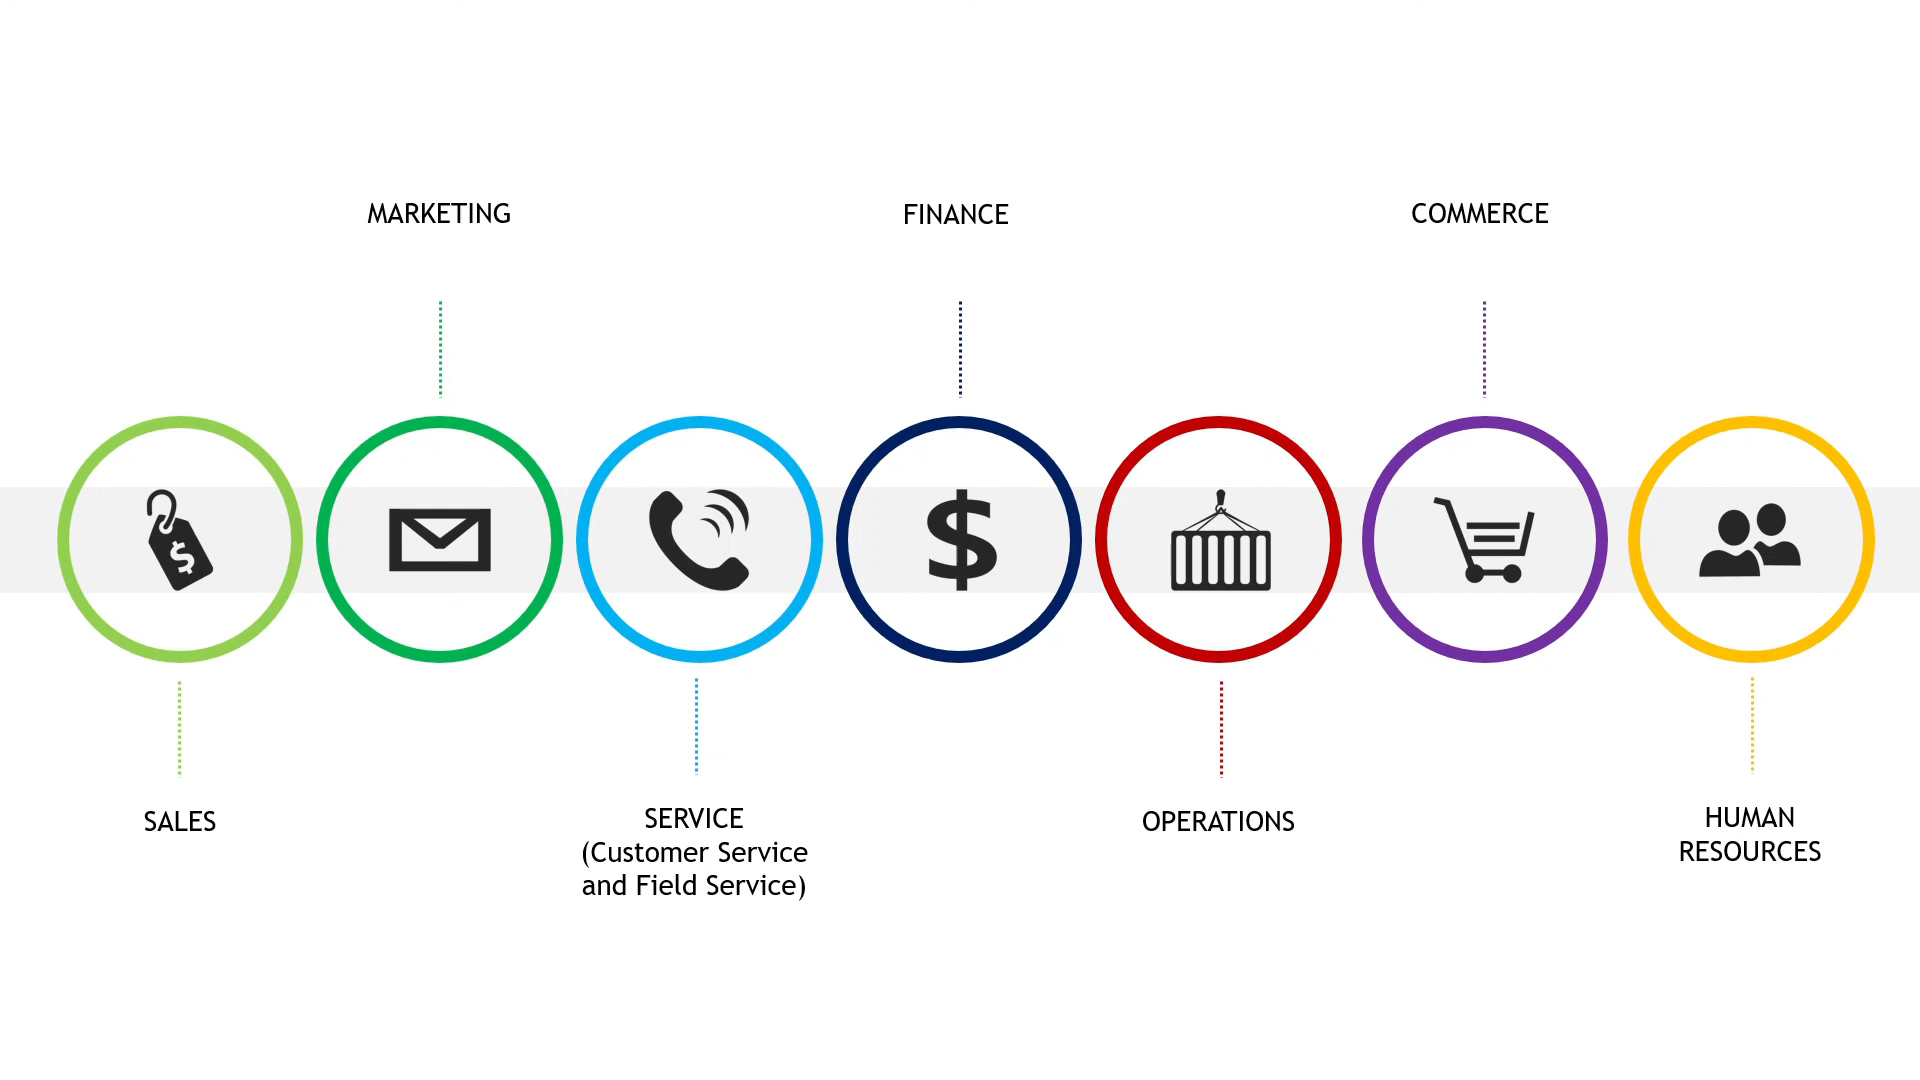 MARKETING
FINANCE
COMMERCE
$
$
SALES
SERVICE
(Customer Service
and Field Service)
OPERATIONS
HUMAN
RESOURCES